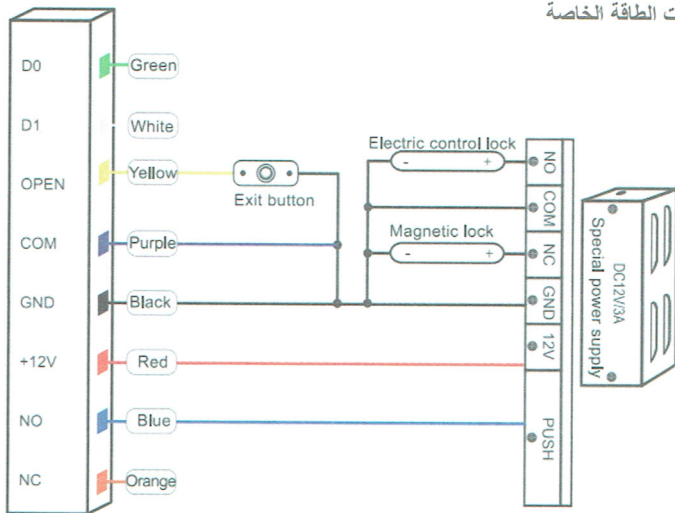 ت الطاقة الخاصة
D0 Green
D1 White
OPEN Yellow
Exit button
COM Purple
GND Black
+12V Red
NO Blue
NC Orange
Electric control lock
- +
Magnetic lock
- +
NO
COM
NC
GND
12V
PUSH
DC12V/3A
Special power supply